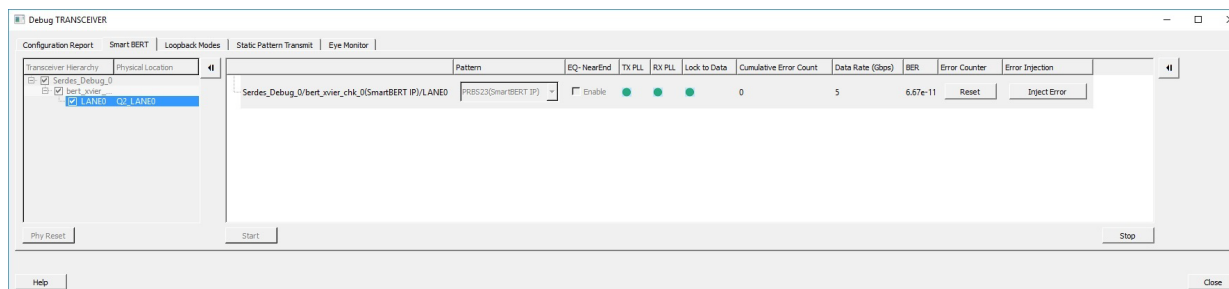 Debug TRANSCEIVER
Configuration Report Smart BERT Loopback Modes Static Pattern Transmit Eye Monitor
Transceiver Hierarchy Physical Location
Pattern EQ-NearEnd TX PLL RX PLL Lock to Data Cumulative Error Count Data Rate (Gbps) BER Error Counter Error Injection
Serdes_Debug_0
bert_xvier_...
LANE0 Q2_LANE0
Serdes_Debug_0/bert_xvier_chk_0(SmartBERT IP)/LANE0 PRBS23(SmartBERT IP) Enable 0 5 6.67e-11 Reset Inject Error
Phy Reset Start Stop
Help Close